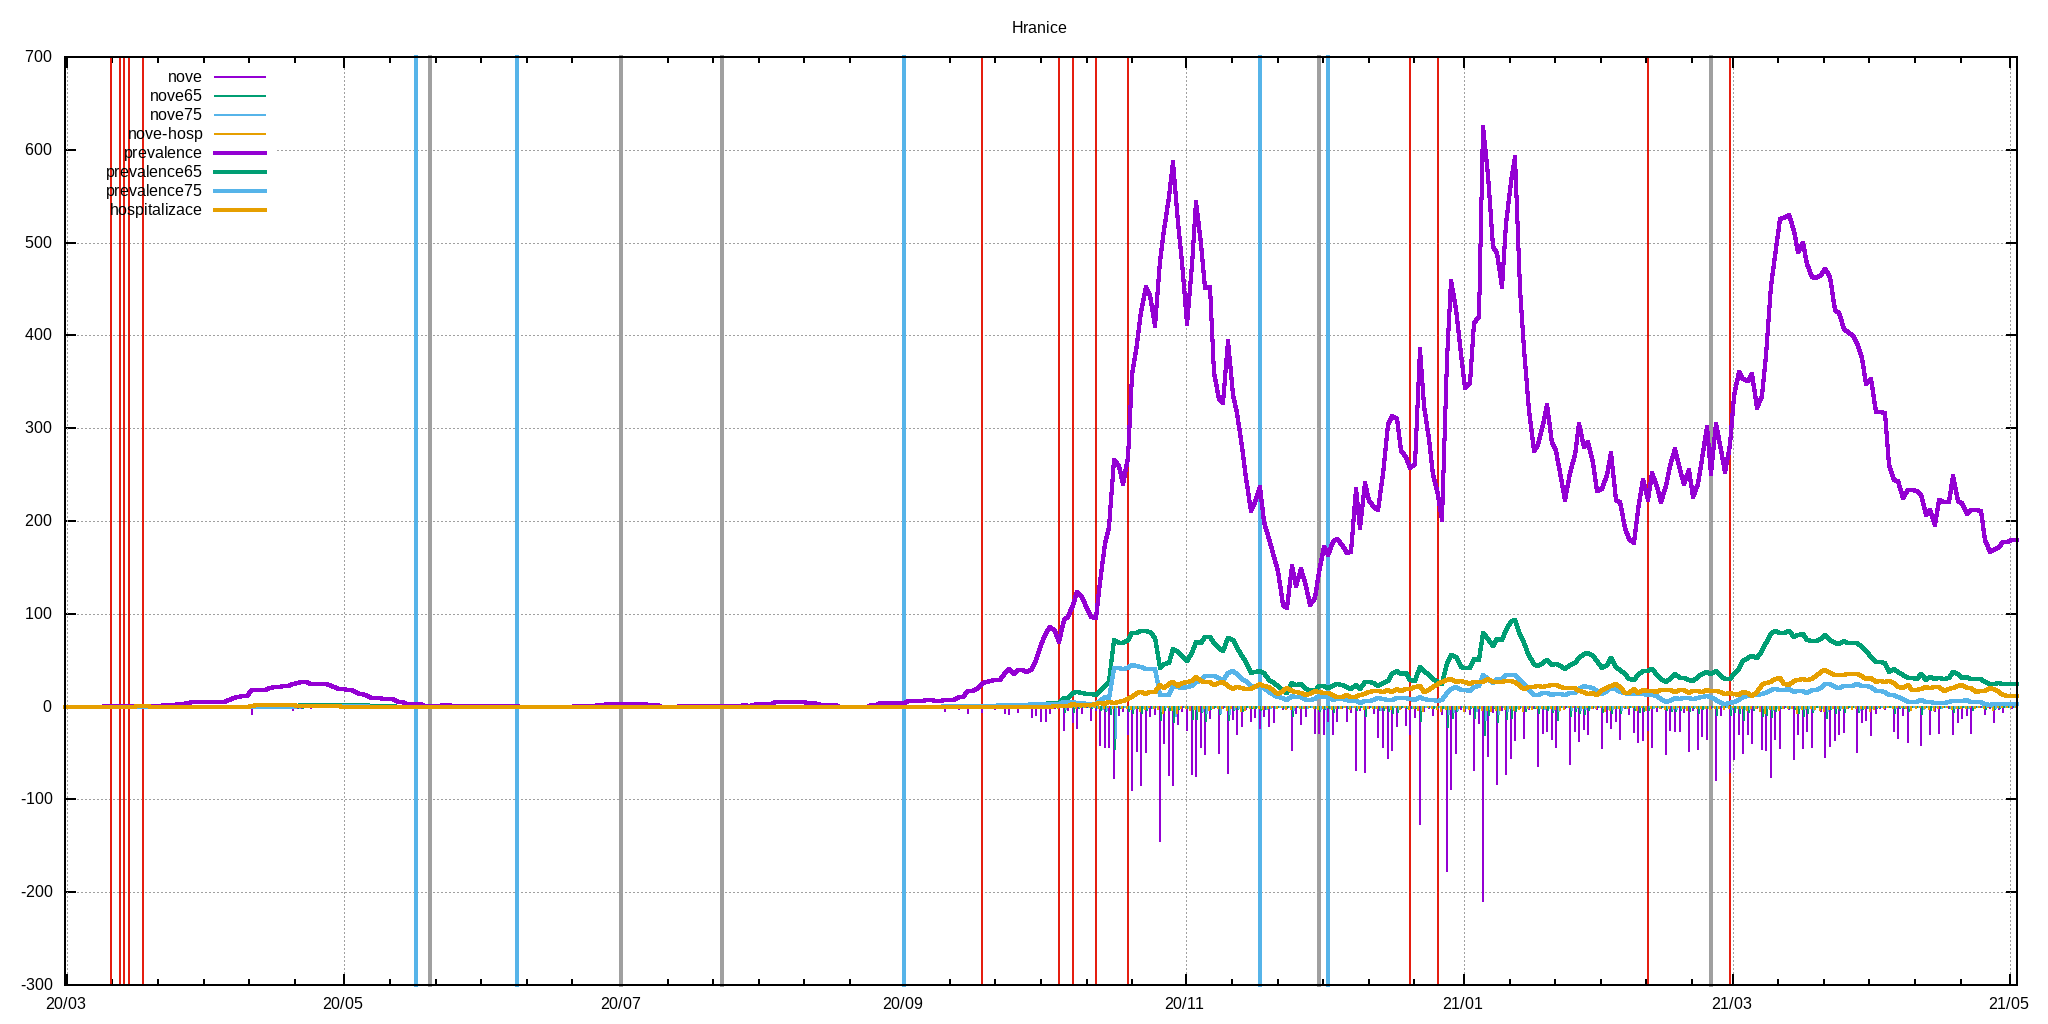 Hranice
700
600
500
400
300
200
100
0
-100
-200
-300
nove
nove65
nove75
nove-hosp
prevalence
prevalence65
prevalence75
hospitalizace
20/03 20/05 20/07 20/09 20/11 21/01 21/03 21/05